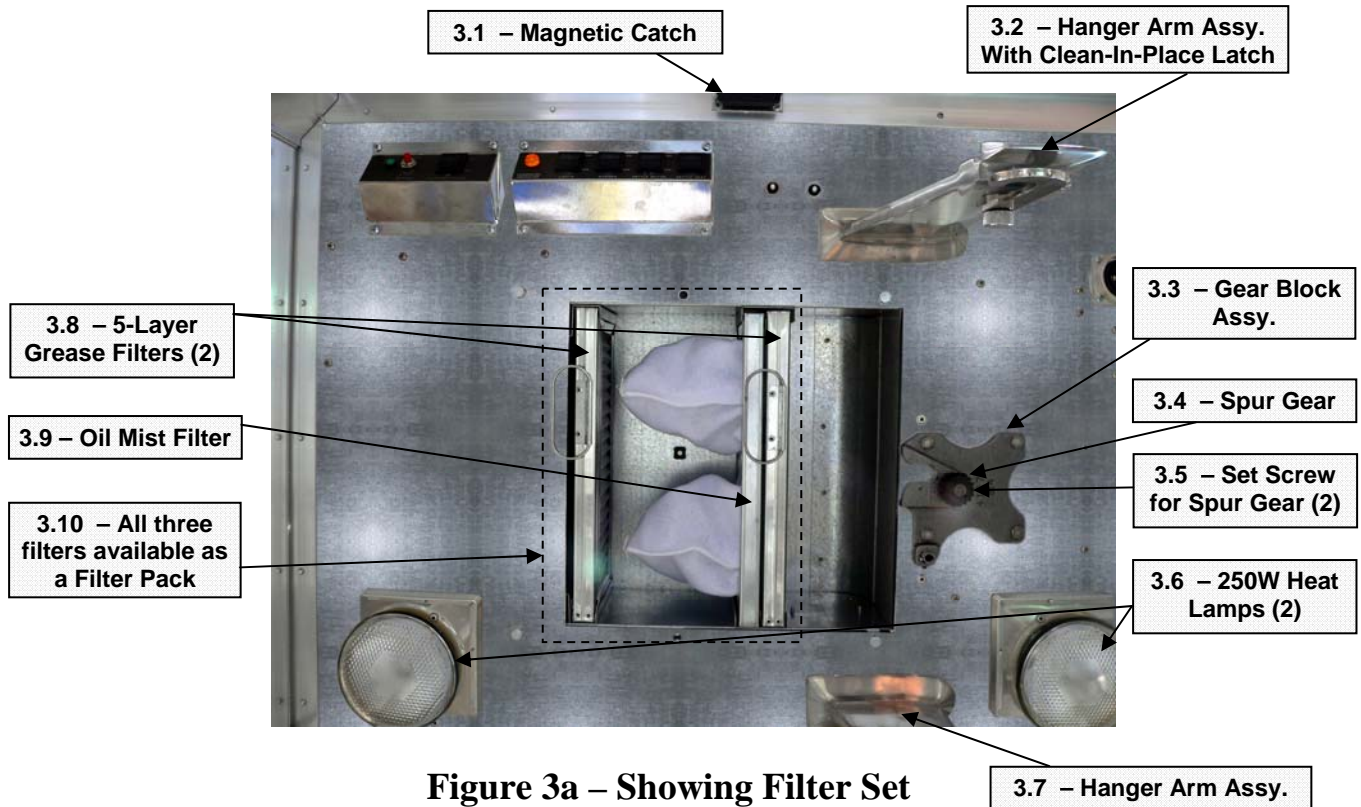 3.1 – Magnetic Catch
3.2 – Hanger Arm Assy.
With Clean-In-Place Latch
3.3 – Gear Block
Assy.
3.8 – 5-Layer
Grease Filters (2)
3.4 – Spur Gear
3.9 – Oil Mist Filter
3.5 – Set Screw
for Spur Gear (2)
3.10 – All three
filters available as
a Filter Pack
3.6 – 250W Heat
Lamps (2)
Figure 3a – Showing Filter Set
3.7 – Hanger Arm Assy.